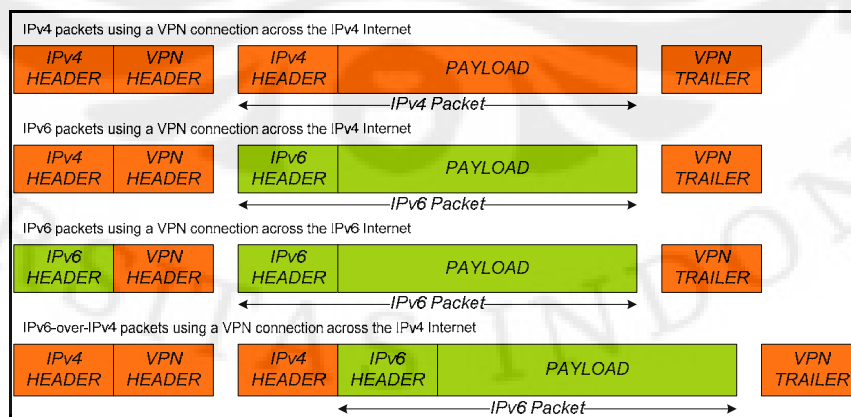 IPv4 packets using a VPN connection across the IPv4 Internet
IPv4 HEADER VPN HEADER IPv4 HEADER PAYLOAD VPN TRAILER
IPv4 Packet
IPv6 packets using a VPN connection across the IPv4 Internet
IPv4 HEADER VPN HEADER IPv6 HEADER PAYLOAD VPN TRAILER
IPv6 Packet
IPv6 packets using a VPN connection across the IPv6 Internet
IPv6 HEADER VPN HEADER IPv6 HEADER PAYLOAD VPN TRAILER
IPv6 Packet
IPv6-over-IPv4 packets using a VPN connection across the IPv4 Internet
IPv4 HEADER VPN HEADER IPv4 HEADER IPv6 HEADER PAYLOAD VPN TRAILER
IPv6 Packet